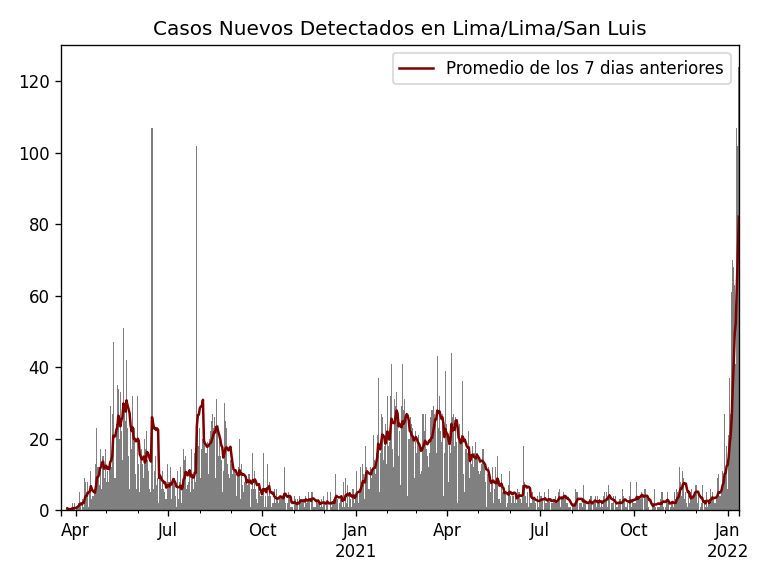 Casos Nuevos Detectados en Lima/Lima/San Luis
Promedio de los 7 dias anteriores
120
100
80
60
40
20
0
Apr Jul Oct Jan Apr Jul Oct Jan
2021 2022